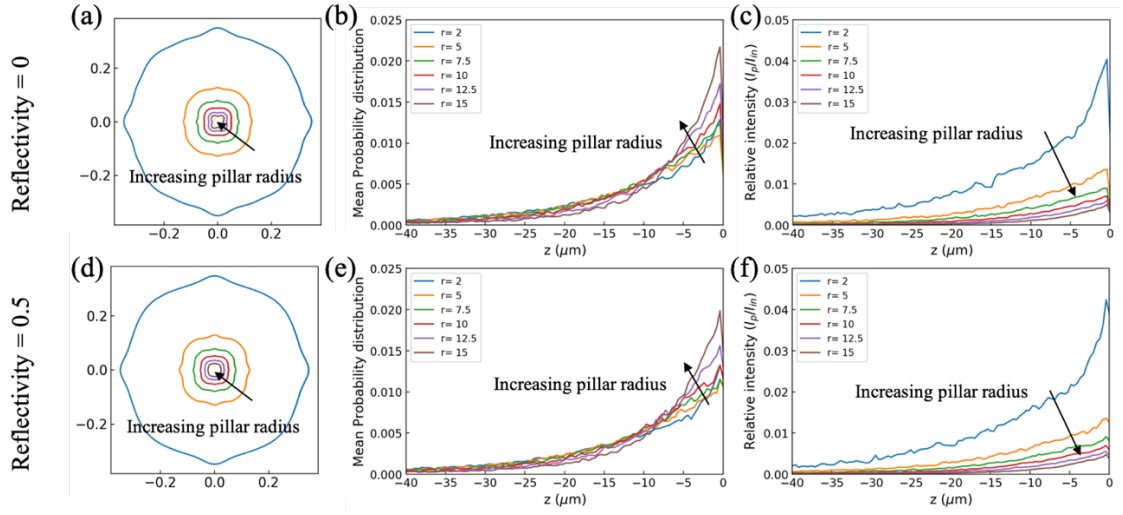 Reflectivity = 0
(a)
0.2
0.0
−0.2
−0.2 0.0 0.2
Increasing pillar radius
(b)
Mean Probability distribution
0.025
0.020
0.015
0.010
0.005
0.000
−40 −35 −30 −25 −20 −15 −10 −5 0
z (μm)
r= 2
r= 5
r= 7.5
r= 10
r= 12.5
r= 15
Increasing pillar radius
(c)
Relative intensity (Ip/Iin)
0.05
0.04
0.03
0.02
0.01
0.00
−40 −35 −30 −25 −20 −15 −10 −5 0
z (μm)
r= 2
r= 5
r= 7.5
r= 10
r= 12.5
r= 15
Increasing pillar radius
Reflectivity = 0.5
(d)
0.2
0.0
−0.2
−0.2 0.0 0.2
Increasing pillar radius
(e)
Mean Probability distribution
0.025
0.020
0.015
0.010
0.005
0.000
−40 −35 −30 −25 −20 −15 −10 −5 0
z (μm)
r= 2
r= 5
r= 7.5
r= 10
r= 12.5
r= 15
Increasing pillar radius
(f)
Relative intensity (Ip/Iin)
0.05
0.04
0.03
0.02
0.01
0.00
−40 −35 −30 −25 −20 −15 −10 −5 0
z (μm)
r= 2
r= 5
r= 7.5
r= 10
r= 12.5
r= 15
Increasing pillar radius